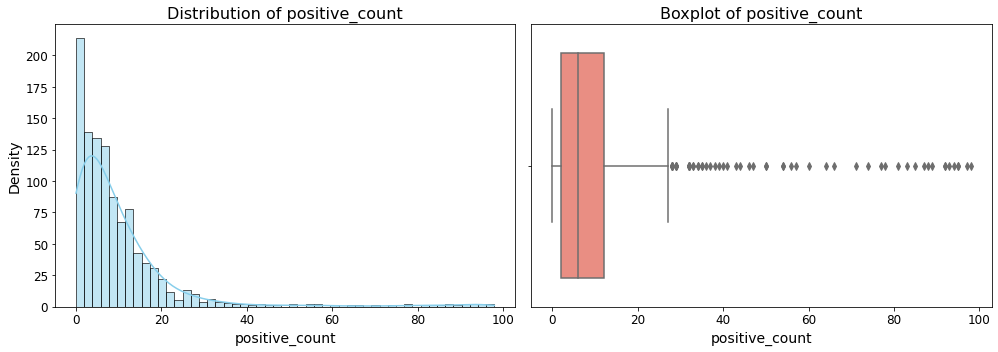 Distribution of positive_count
Density
200
175
150
125
100
75
50
25
0
0 20 40 60 80 100
positive_count
Boxplot of positive_count
0 20 40 60 80 100
positive_count